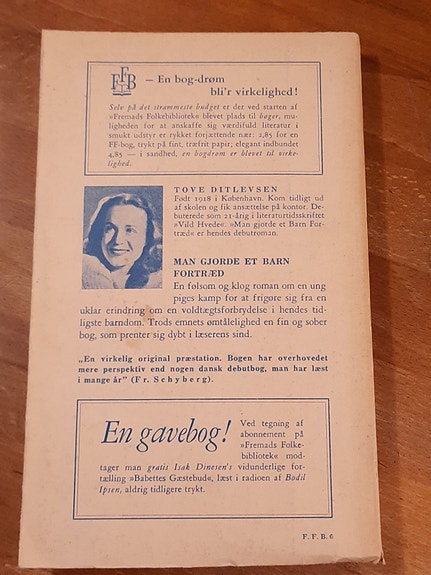 FFB
— En bog-drøm
bli'r virkelighed!
Selv på det strammeste budget er der ved starten af
»Fremads Folkebibliotek« blevet plads til bøger, mu-
ligheden for at anskaffe sig værdifuld literatur i
smukt udstyr er rykket forjættende nær: 2,85 for en
FF-bog, trykt på fint, træfrit papir; elegant indbundet
4,85 — i sandhed, en bogdrøm er blevet til virke-
lighed.
TOVE DITLEVSEN
Født 1918 i København. Kom tidligt ud
af skolen og fik ansættelse på kontor. De-
buterede som 21-årig i literaturtidsskriftet
»Vild Hvede«. »Man gjorde et Barn For-
træd« er hendes debutroman.
MAN GJORDE ET BARN
FORTRÆD
En følsom og klog roman om en ung
piges kamp for at frigøre sig fra en
uklar erindring om en voldtægtsforbrydelse i hendes tid-
ligste barndom. Trods emnets ømtålelighed en fin og sober
bog, som prenter sig dybt i læserens sind.
„En virkelig original præstation. Bogen har overhovedet
mere perspektiv end nogen dansk debutbog, man har læst
i mange år" (Fr. Schyberg).
En gavebog!
Ved tegning af
abonnement på
»Fremads Folke-
bibliotek« mod-
tager man gratis Isak Dinesen's vidunderlige for-
tælling »Babettes Gæstebud«, læst i radioen af Bodil
Ipsen, aldrig tidligere trykt.
F. F. B. 6